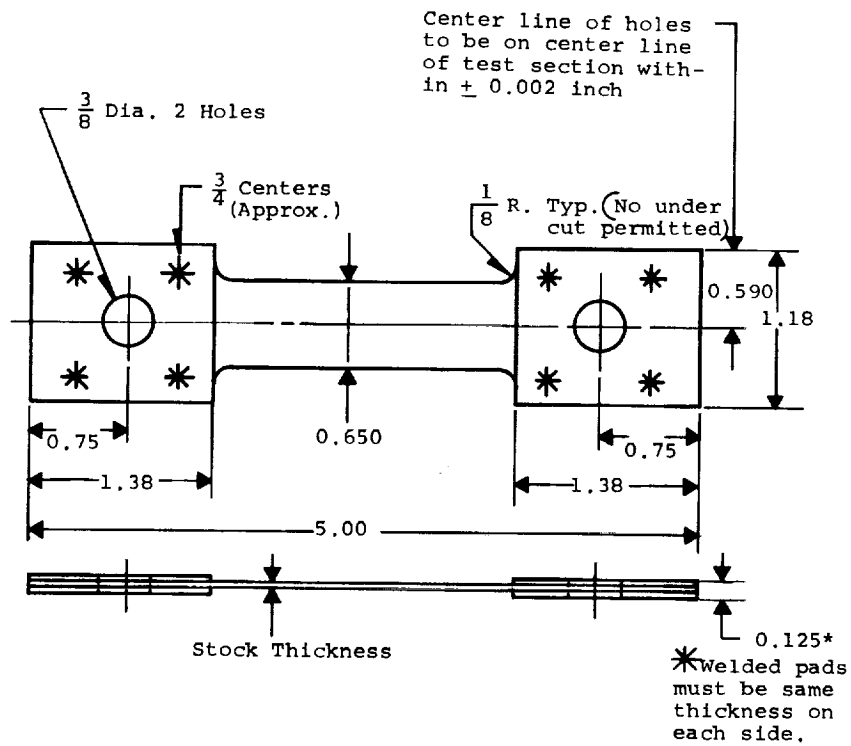 Center line of holes
to be on center line
of test section with-
in ± 0.002 inch
3/8 Dia. 2 Holes
3/4 Centers
(Approx.)
1/8 R. Typ.(No under
cut permitted)
0.590
1.18
0.75
0.650
0.75
1.38
1.38
5.00
Stock Thickness
0.125*
*Welded pads
must be same
thickness on
each side.